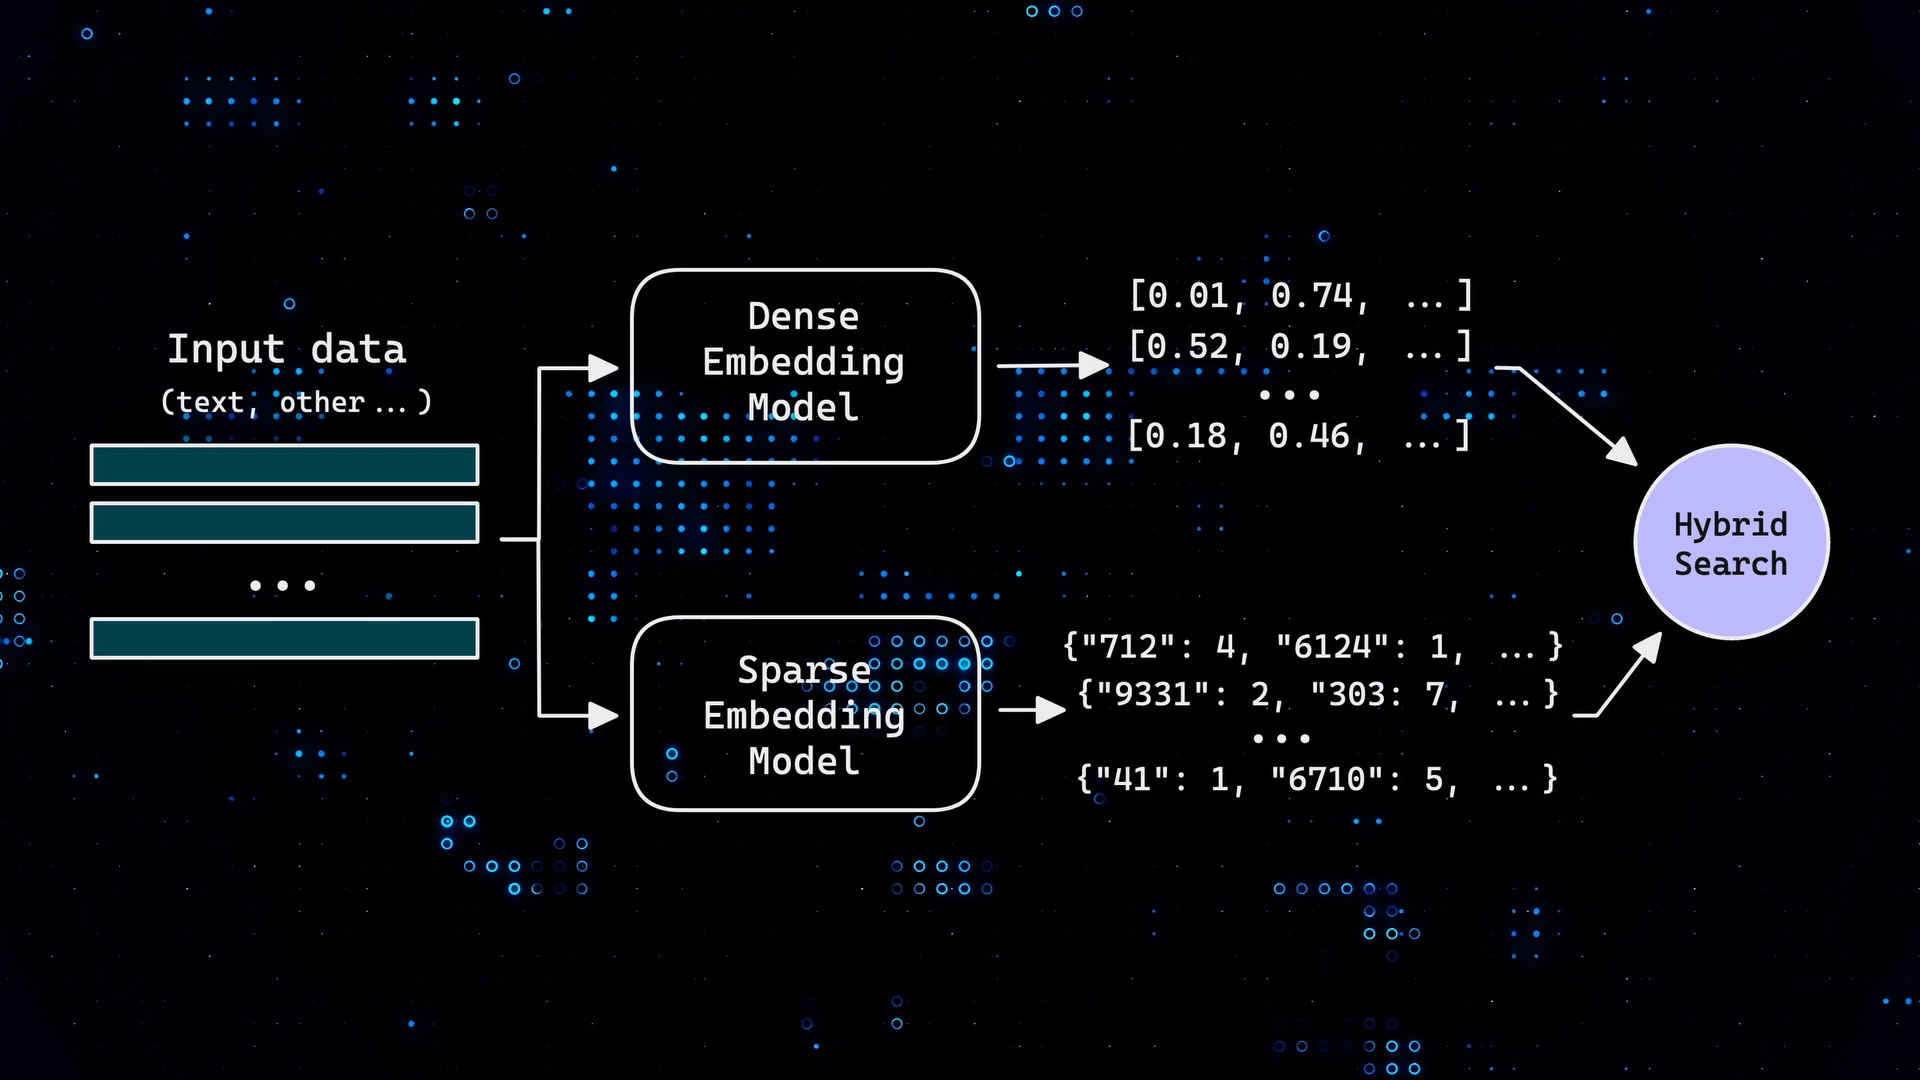 Input data
(text, other...)
Dense
Embedding
Model
[0.01, 0.74, ...]
[0.52, 0.19, ...]
...
[0.18, 0.46, ...]
Sparse
Embedding
Model
{"712": 4, "6124": 1, ...}
{"9331": 2, "303: 7, ...}
...
{"41": 1, "6710": 5, ...}
Hybrid
Search